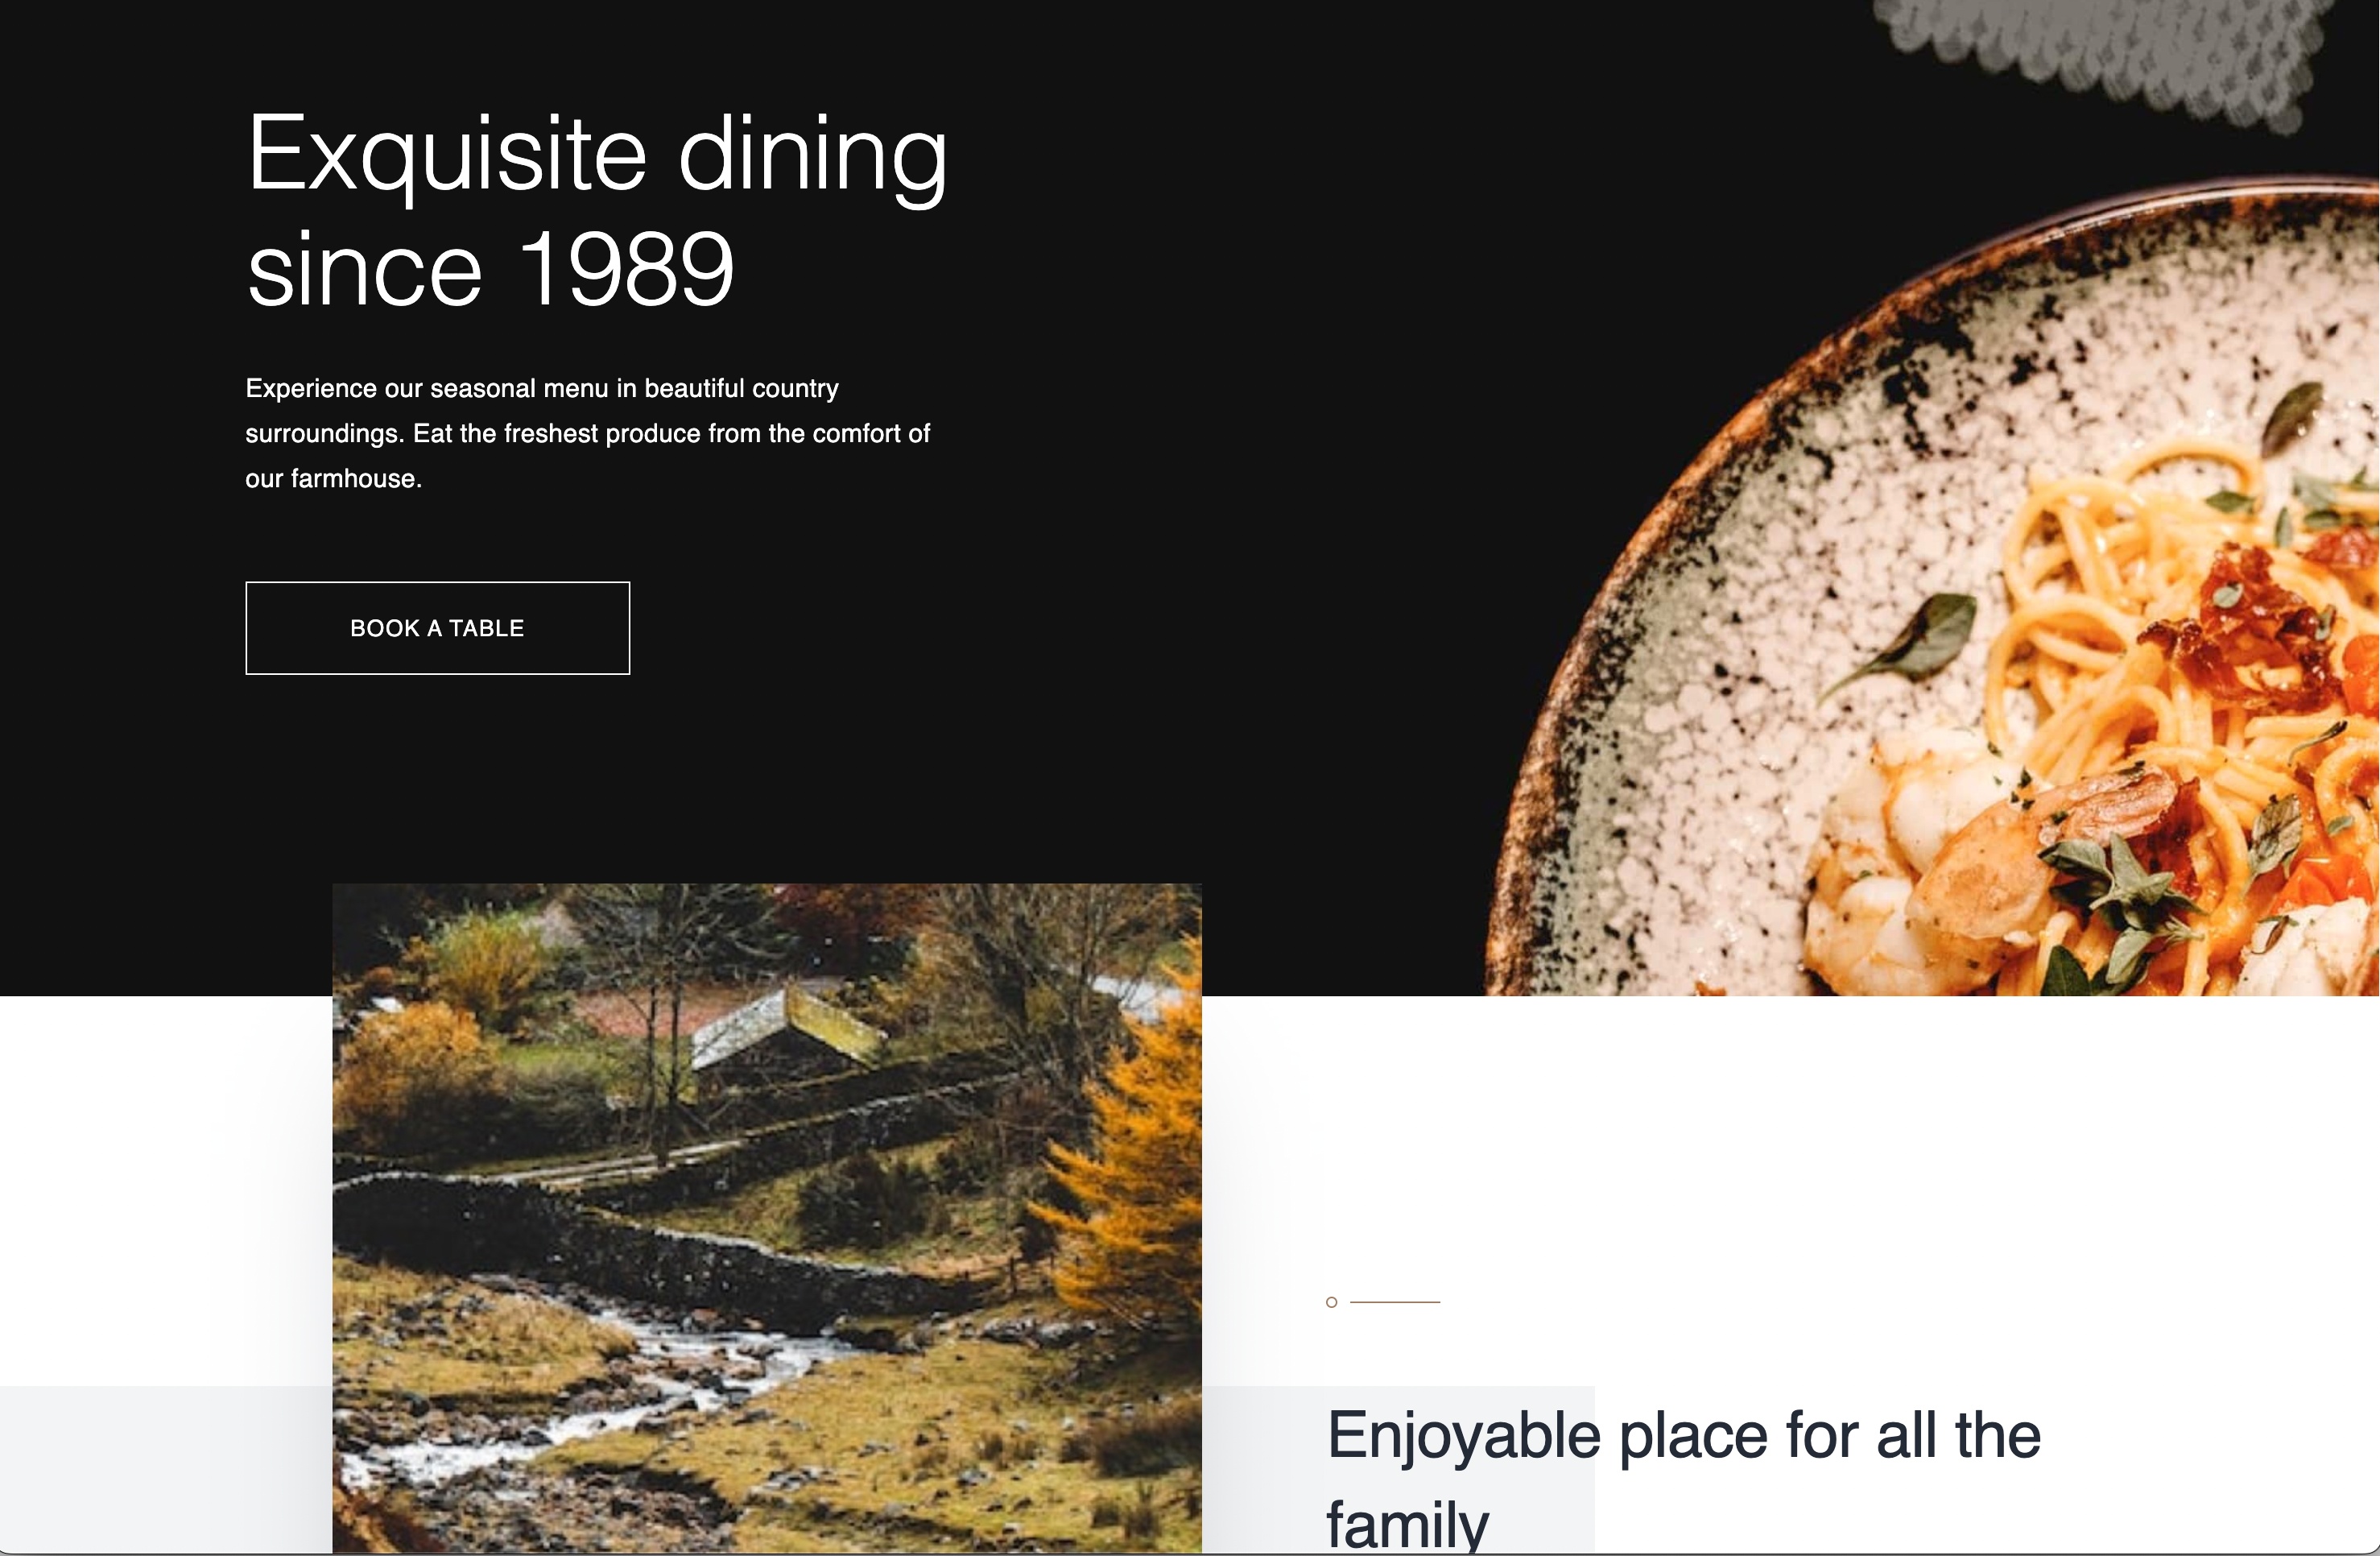 Exquisite dining
since 1989
Experience our seasonal menu in beautiful country
surroundings. Eat the freshest produce from the comfort of
our farmhouse.
BOOK A TABLE
Enjoyable place for all the
family